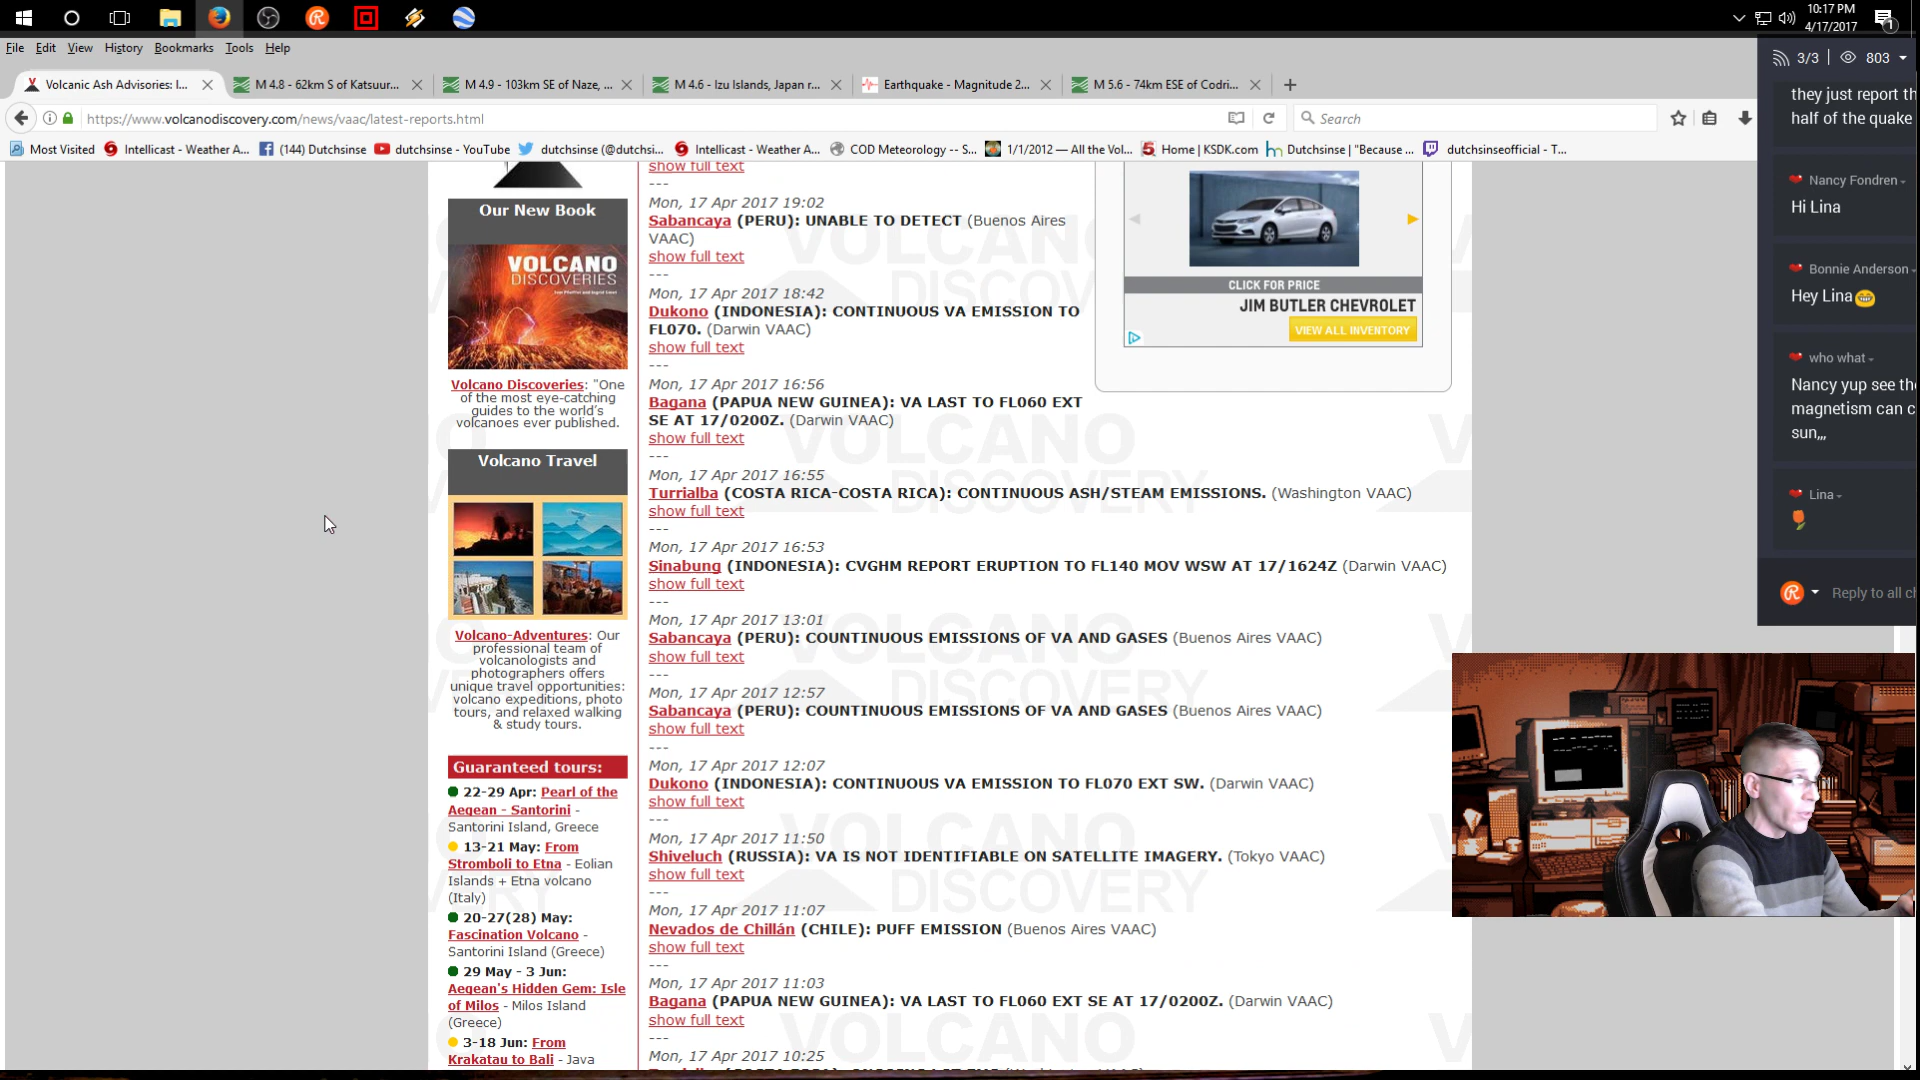 10:17 PM
4/17/2017
1
File Edit View History Bookmarks Tools Help
Volcanic Ash Advisories: l...
M 4.8 - 62km S of Katsuur...
M 4.9 - 103km SE of Naze, ...
M 4.6 - Izu Islands, Japan r...
Earthquake - Magnitude 2...
M 5.6 - 74km ESE of Codri...
https://www.volcanodiscovery.com/news/vaac/latest-reports.html
Search
Most Visited
Intellicast - Weather A...
(144) Dutchsinse
dutchsinse - YouTube
dutchsinse (@dutchsi...
Intellicast - Weather A...
COD Meteorology -- S...
1/1/2012 — All the Vol...
Home | KSDK.com
Dutchsinse | "Because ...
dutchsinseofficial - T...
Our New Book
VOLCANO
DISCOVERIES
Volcano Discoveries: "One
of the most eye-catching
guides to the world's
volcanoes ever published.
Volcano Travel
Volcano-Adventures: Our
professional team of
volcanologists and
photographers offers
unique travel opportunities:
volcano expeditions, photo
tours, and relaxed walking
& study tours.
Guaranteed tours:
22-29 Apr: Pearl of the
Aegean - Santorini -
Santorini Island, Greece
13-21 May: From
Stromboli to Etna - Eolian
Islands + Etna volcano
(Italy)
20-27(28) May:
Fascination Volcano -
Santorini Island (Greece)
29 May - 3 Jun:
Aegean's Hidden Gem: Isle
of Milos - Milos Island
(Greece)
3-18 Jun: From
Krakatau to Bali - Java
show full text
---
Mon, 17 Apr 2017 19:02
Sabancaya (PERU): UNABLE TO DETECT (Buenos Aires
VAAC)
show full text
---
Mon, 17 Apr 2017 18:42
Dukono (INDONESIA): CONTINUOUS VA EMISSION TO
FL070. (Darwin VAAC)
show full text
---
Mon, 17 Apr 2017 16:56
Bagana (PAPUA NEW GUINEA): VA LAST TO FL060 EXT
SE AT 17/0200Z. (Darwin VAAC)
show full text
---
Mon, 17 Apr 2017 16:55
Turrialba (COSTA RICA-COSTA RICA): CONTINUOUS ASH/STEAM EMISSIONS. (Washington VAAC)
show full text
---
Mon, 17 Apr 2017 16:53
Sinabung (INDONESIA): CVGHM REPORT ERUPTION TO FL140 MOV WSW AT 17/1624Z (Darwin VAAC)
show full text
---
Mon, 17 Apr 2017 13:01
Sabancaya (PERU): COUNTINUOUS EMISSIONS OF VA AND GASES (Buenos Aires VAAC)
show full text
---
Mon, 17 Apr 2017 12:57
Sabancaya (PERU): COUNTINUOUS EMISSIONS OF VA AND GASES (Buenos Aires VAAC)
show full text
---
Mon, 17 Apr 2017 12:07
Dukono (INDONESIA): CONTINUOUS VA EMISSION TO FL070 EXT SW. (Darwin VAAC)
show full text
---
Mon, 17 Apr 2017 11:50
Shiveluch (RUSSIA): VA IS NOT IDENTIFIABLE ON SATELLITE IMAGERY. (Tokyo VAAC)
show full text
---
Mon, 17 Apr 2017 11:07
Nevados de Chillán (CHILE): PUFF EMISSION (Buenos Aires VAAC)
show full text
---
Mon, 17 Apr 2017 11:03
Bagana (PAPUA NEW GUINEA): VA LAST TO FL060 EXT SE AT 17/0200Z. (Darwin VAAC)
show full text
---
Mon, 17 Apr 2017 10:25
CLICK FOR PRICE
JIM BUTLER CHEVROLET
VIEW ALL INVENTORY
VOLCANO
DISCOVERY
3/3 803
they just report th
half of the quake
Nancy Fondren
Hi Lina
Bonnie Anderson
Hey Lina
who what
Nancy yup see the
magnetism can c
sun,,,
Lina
Reply to all c